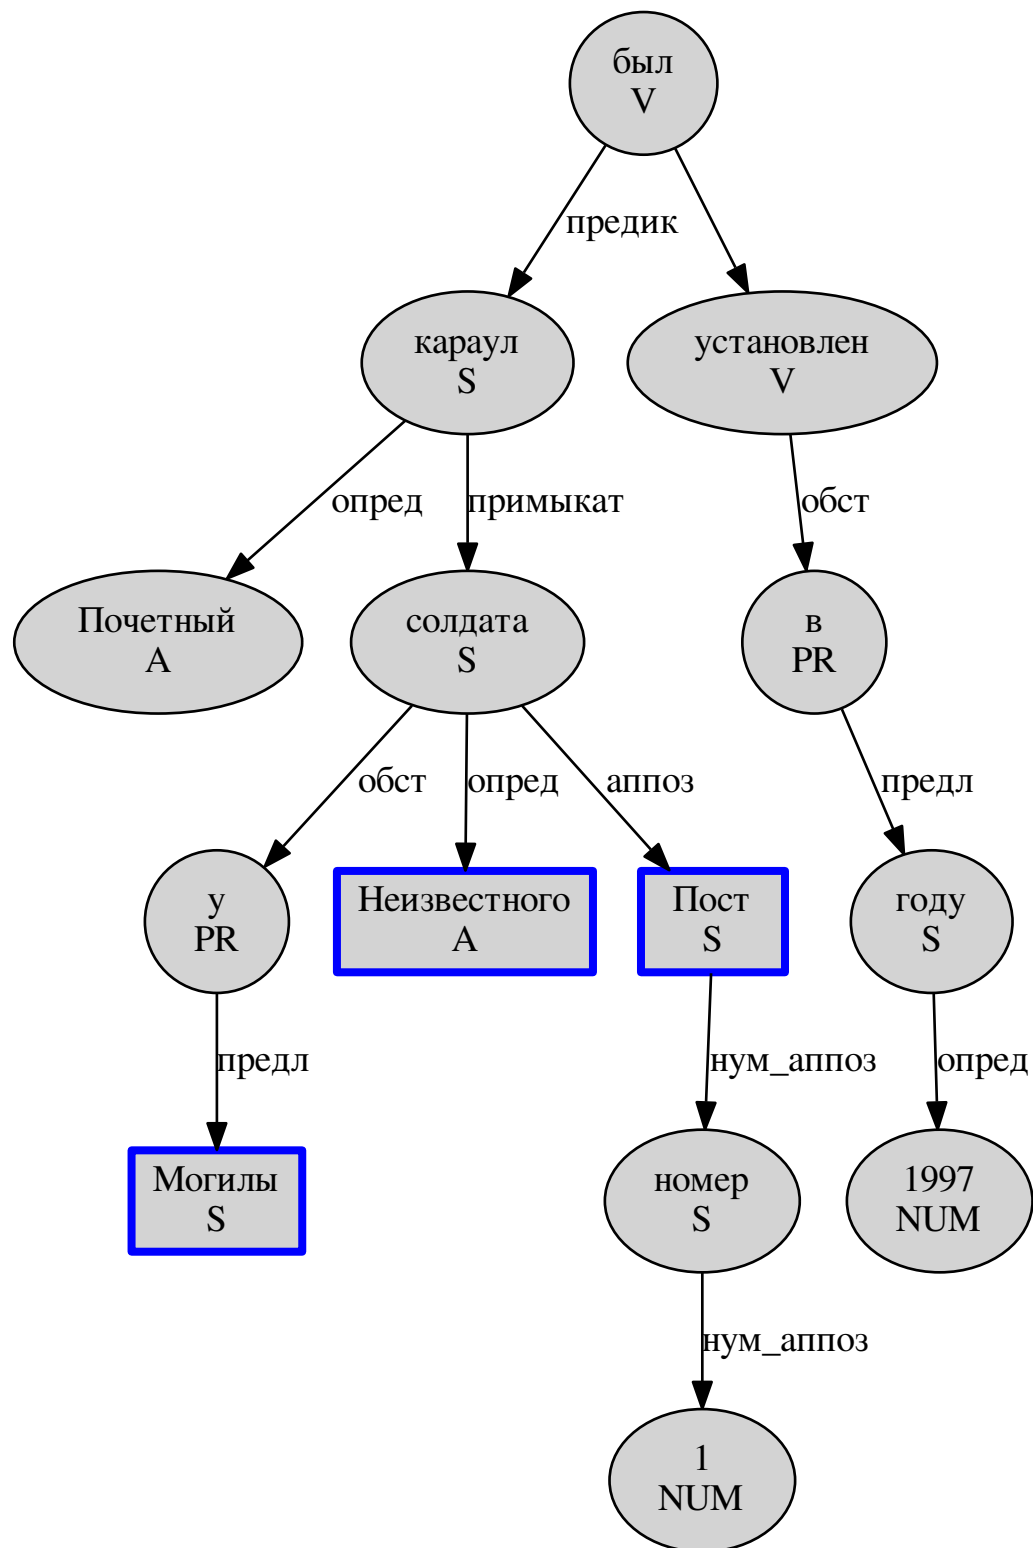 был
V
предик
караул
S
установлен
V
опред
примыкат
обст
Почетный
A
солдата
S
в
PR
обст
опред
аппоз
предл
у
PR
Неизвестного
A
Пост
S
году
S
предл
нум_аппоз
опред
Могилы
S
номер
S
1997
NUM
нум_аппоз
1
NUM